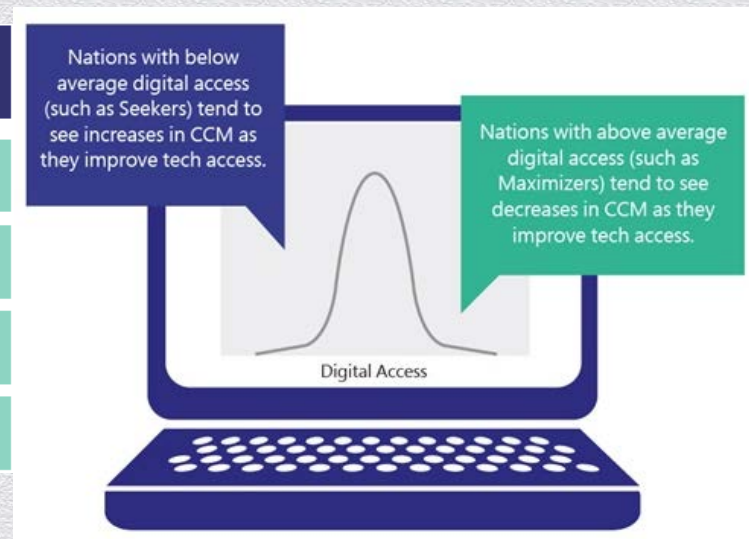 Nations with below
average digital access
(such as Seekers) tend to
see increases in CCM as
they improve tech access.
Nations with above average
digital access (such as
Maximizers) tend to see
decreases in CCM as they
improve tech access.
Digital Access